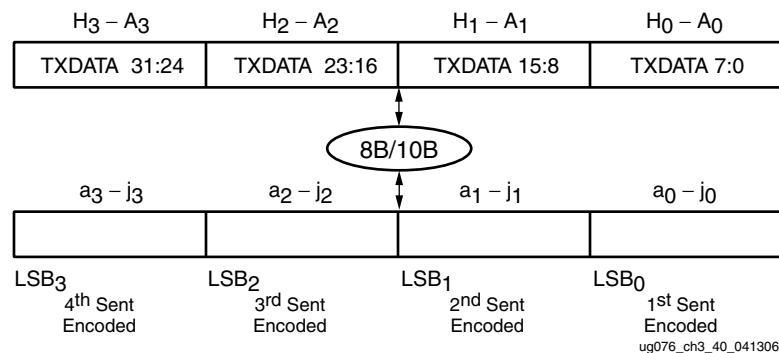 H3 – A3 H2 – A2 H1 – A1 H0 – A0
TXDATA 31:24 TXDATA 23:16 TXDATA 15:8 TXDATA 7:0
8B/10B
a3 – j3 a2 – j2 a1 – j1 a0 – j0
LSB3 LSB2 LSB1 LSB0
4th Sent 3rd Sent 2nd Sent 1st Sent
Encoded Encoded Encoded Encoded
ug076_ch3_40_041306